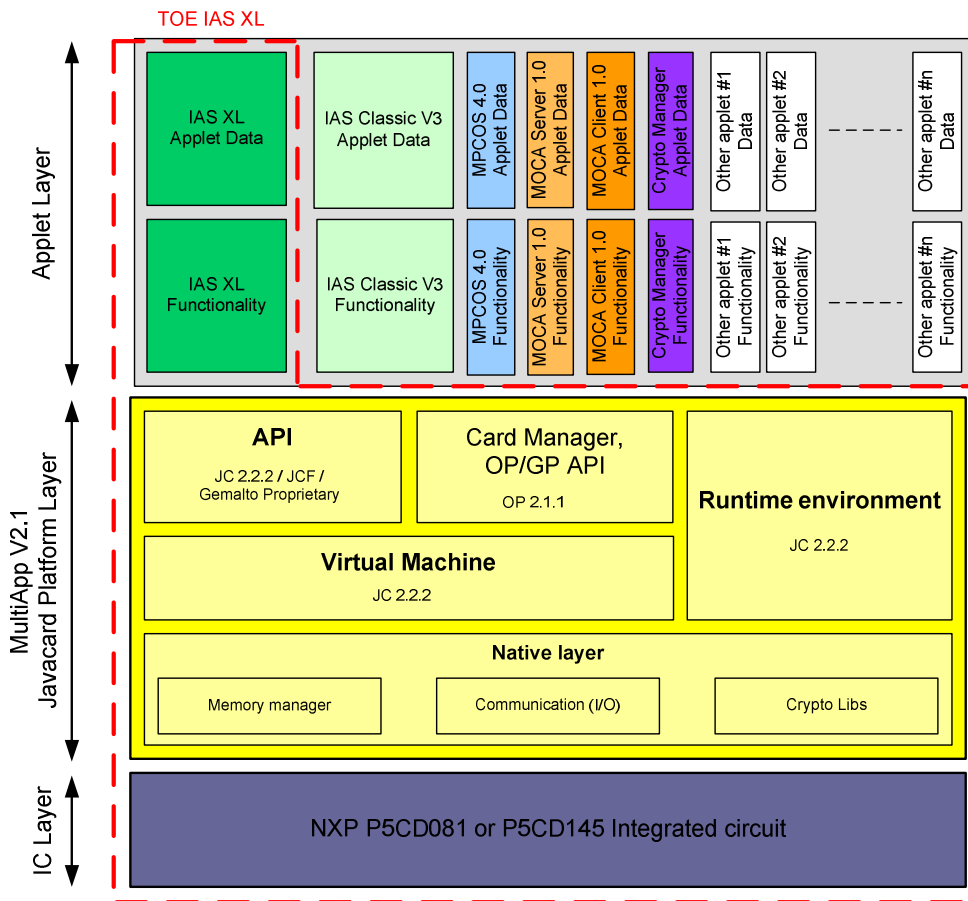 TOE IAS XL
Applet Layer
IAS XL
Applet Data
IAS Classic V3
Applet Data
MPCOS 4.0
Applet Data
MOCA Server 1.0
Applet Data
MOCA Client 1.0
Applet Data
Crypto Manager
Applet Data
Other applet #1
Data
Other applet #2
Data
Other applet #n
Data
IAS XL
Functionality
IAS Classic V3
Functionality
MPCOS 4.0
Functionality
MOCA Server 1.0
Functionality
MOCA Client 1.0
Functionality
Crypto Manager
Functionality
Other applet #1
Functionality
Other applet #2
Functionality
Other applet #n
Functionality
MultiApp V2.1
Javacard Platform Layer
API
JC 2.2.2 / JCF /
Gemalto Proprietary
Card Manager,
OP/GP API
OP 2.1.1
Runtime environment
JC 2.2.2
Virtual Machine
JC 2.2.2
Native layer
Memory manager
Communication (I/O)
Crypto Libs
IC Layer
NXP P5CD081 or P5CD145 Integrated circuit